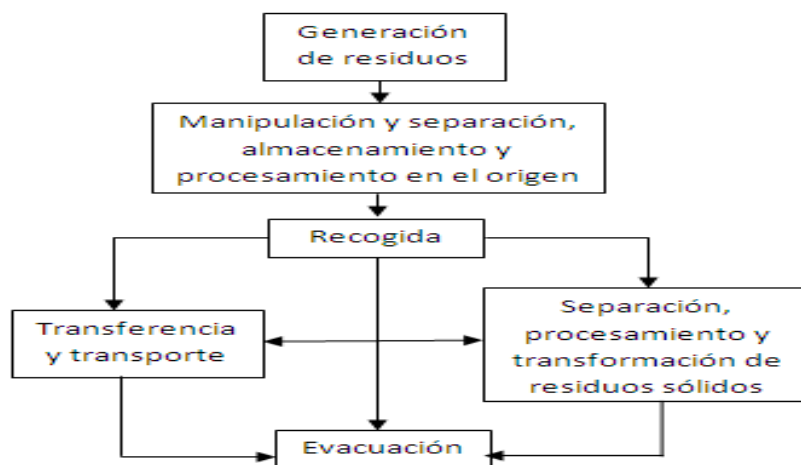 Generación
de residuos
Manipulación y separación,
almacenamiento y
procesamiento en el origen
Recogida
Transferencia
y transporte
Separación,
procesamiento y
transformación de
residuos sólidos
Evacuación